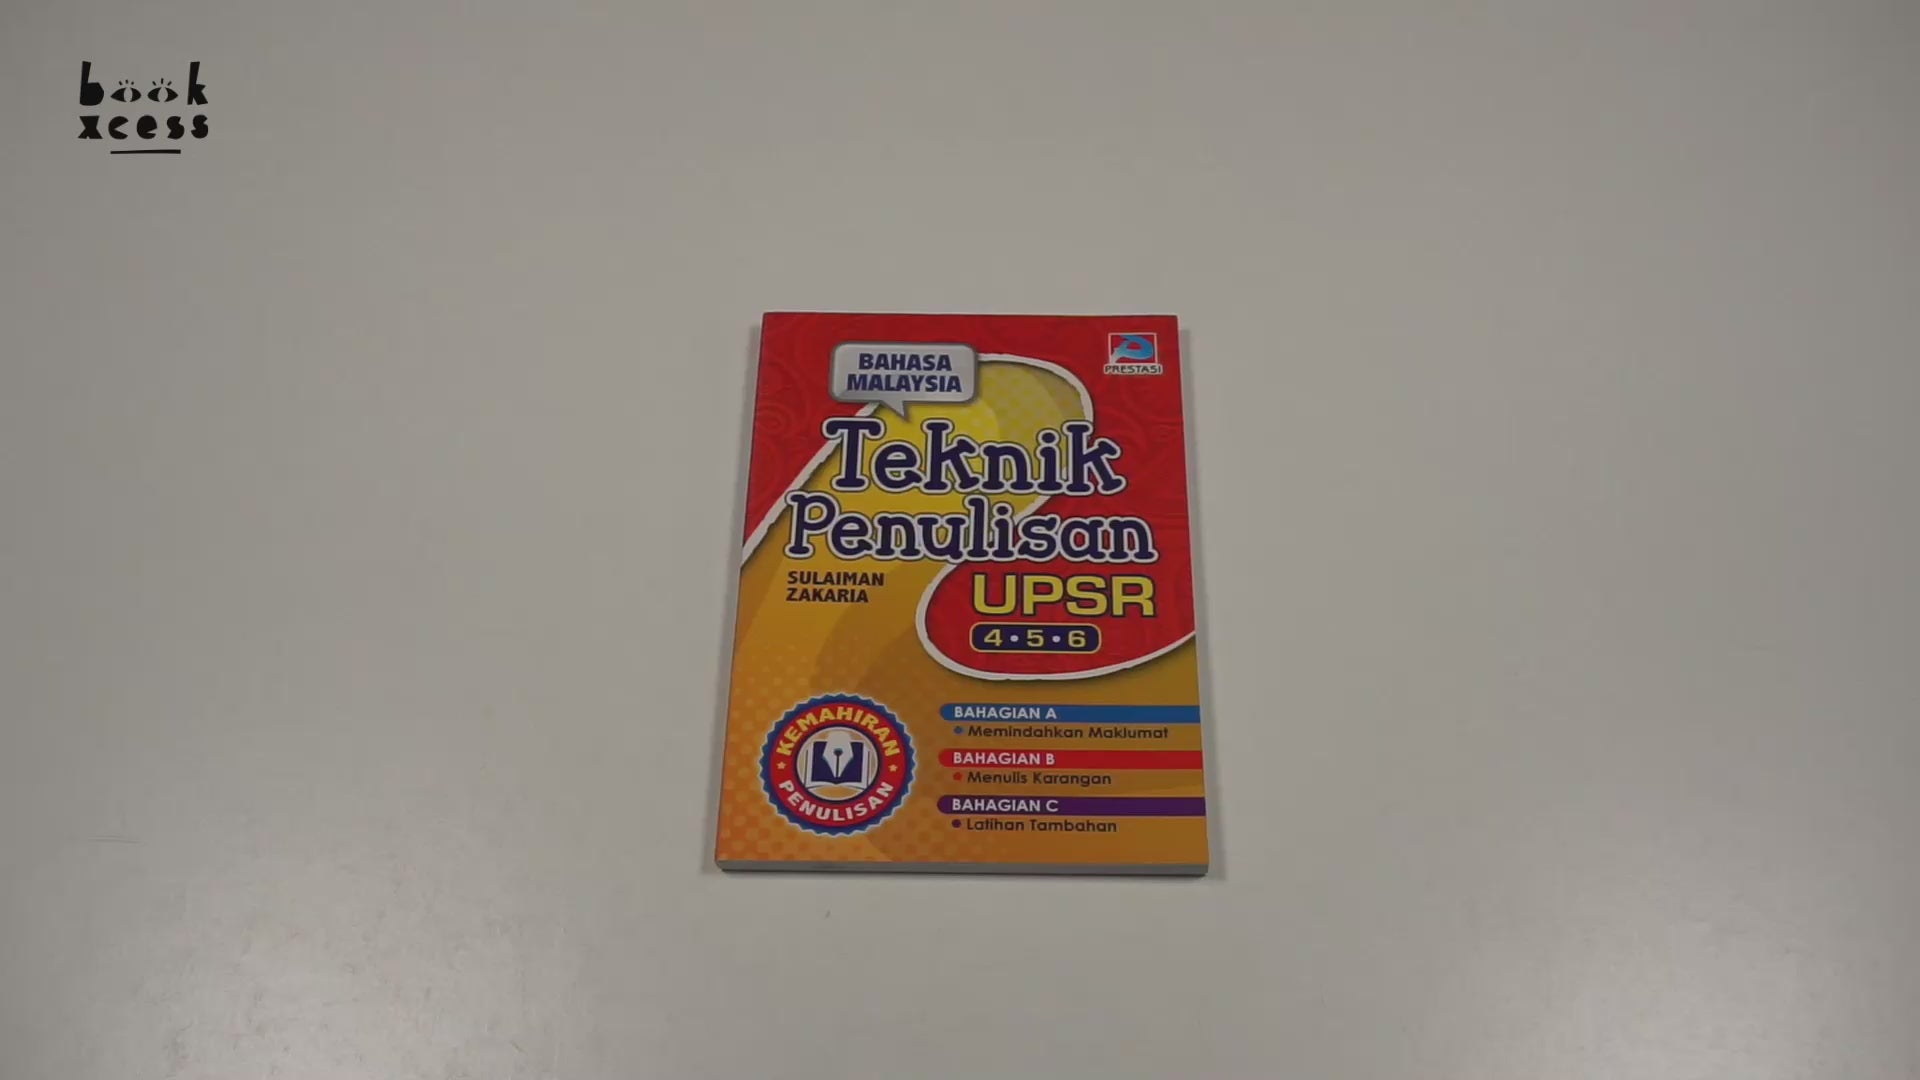 book
xcess
BAHASA
MALAYSIA
PRESTASI
Teknik
Penulisan
SULAIMAN
ZAKARIA
UPSR
4 • 5 • 6
KEMAHIRAN
PENULISAN
BAHAGIAN A
• Memindahkan Maklumat
BAHAGIAN B
• Menulis Karangan
BAHAGIAN C
• Latihan Tambahan